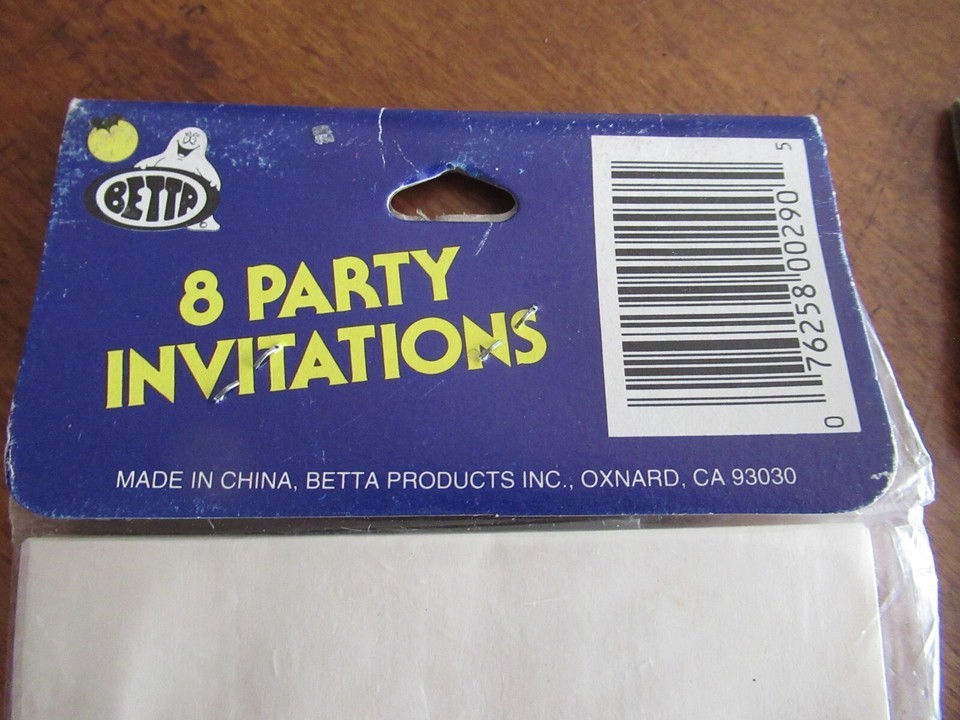 BETTA
8 PARTY
INVITATIONS
MADE IN CHINA, BETTA PRODUCTS INC., OXNARD, CA 93030
0 76258 00290 5